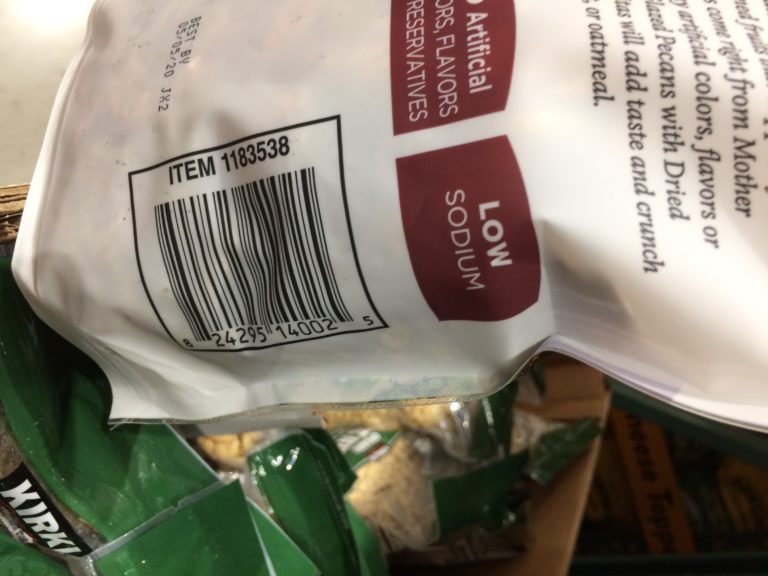 BEST BY
05/05/20 JX2
ITEM 1183538
8 24295 14002 5
Artificial
ORS, FLAVORS
RESERVATIVES
LOW
SODIUM
come right from Mother
artificial colors, flavors or
Pecans with Dried
will add taste and crunch
or oatmeal.
KIRK